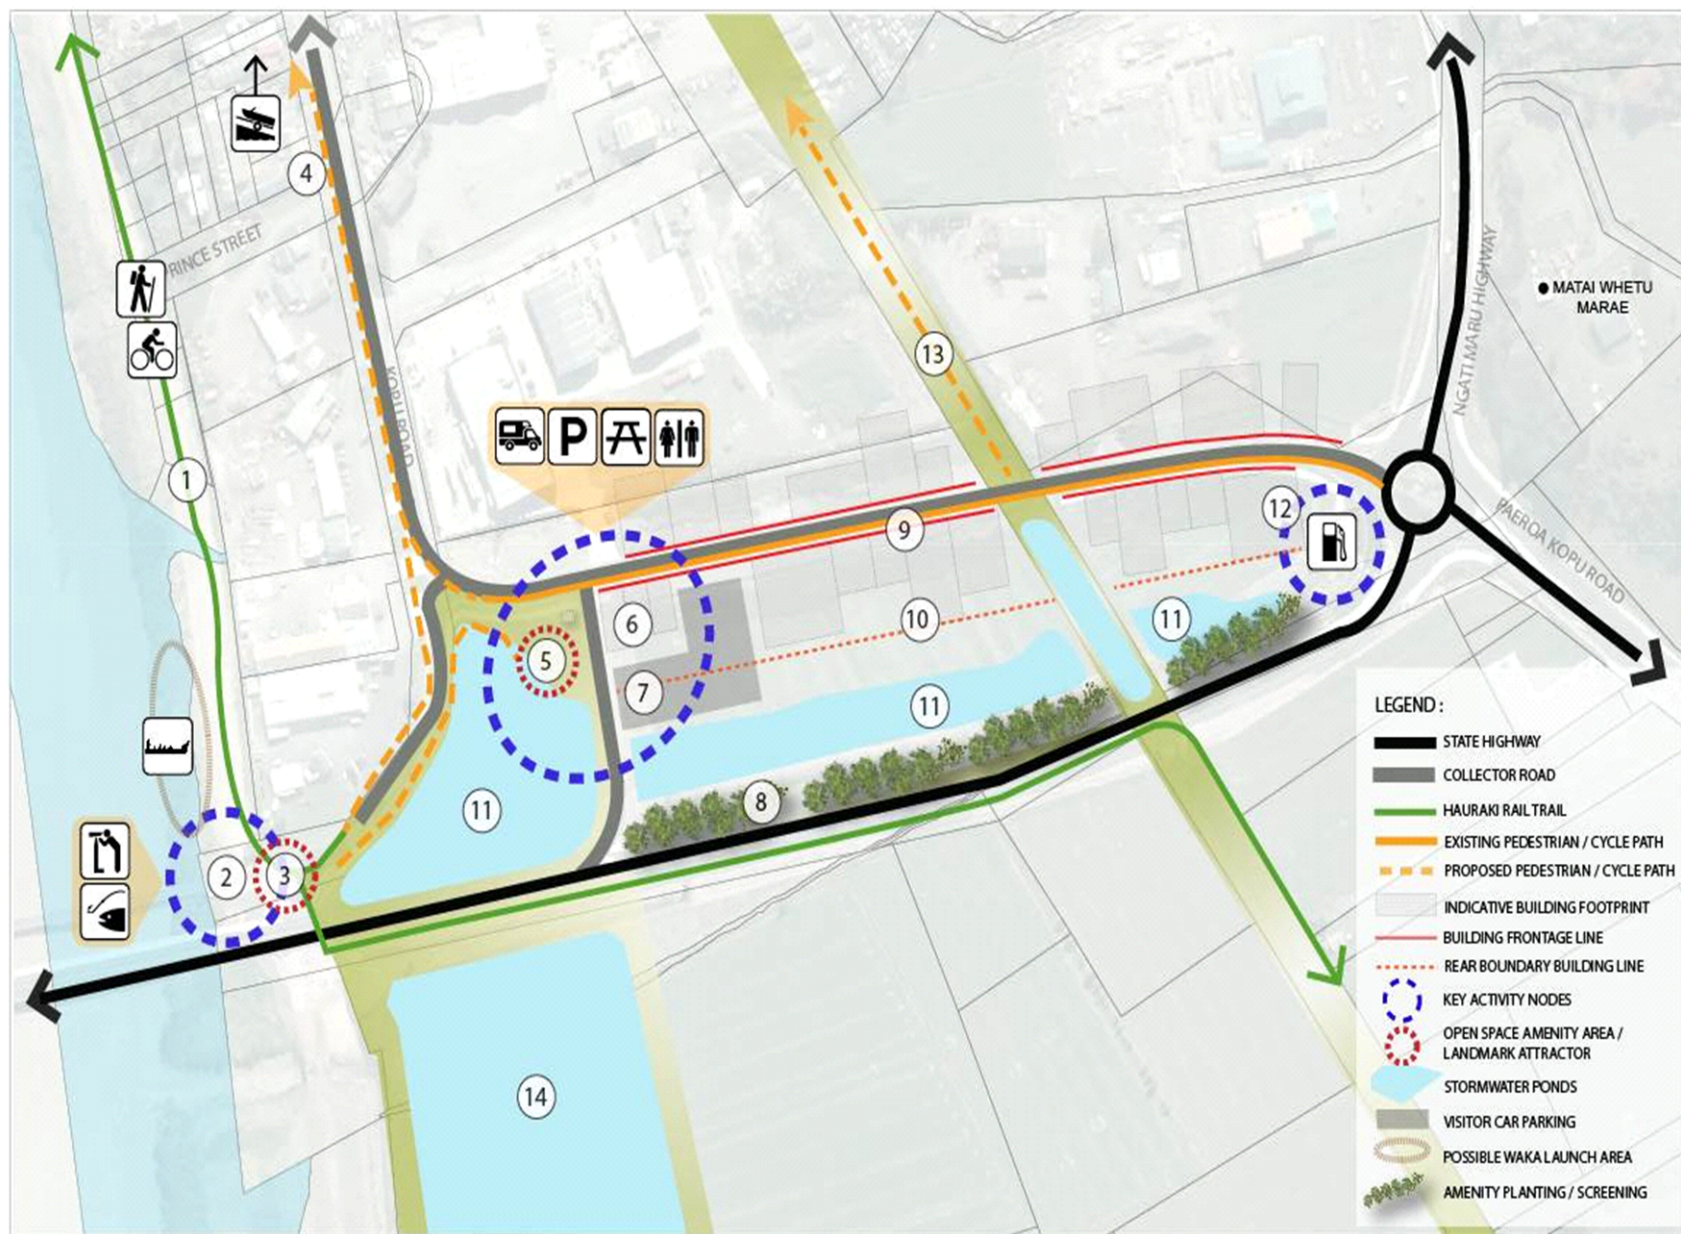 4
PRINCE STREET
KOPU ROAD
13
NGATI MARU HIGHWAY
MATAI WHETU
MARAE
1
P
9
12
PAEROA KOPU ROAD
6
10
11
5
7
11
8
11
2
3
14
LEGEND :
STATE HIGHWAY
COLLECTOR ROAD
HAURAKI RAIL TRAIL
EXISTING PEDESTRIAN / CYCLE PATH
PROPOSED PEDESTRIAN / CYCLE PATH
INDICATIVE BUILDING FOOTPRINT
BUILDING FRONTAGE LINE
REAR BOUNDARY BUILDING LINE
KEY ACTIVITY NODES
OPEN SPACE AMENITY AREA /
LANDMARK ATTRACTOR
STORMWATER PONDS
VISITOR CAR PARKING
POSSIBLE WAKA LAUNCH AREA
AMENITY PLANTING / SCREENING